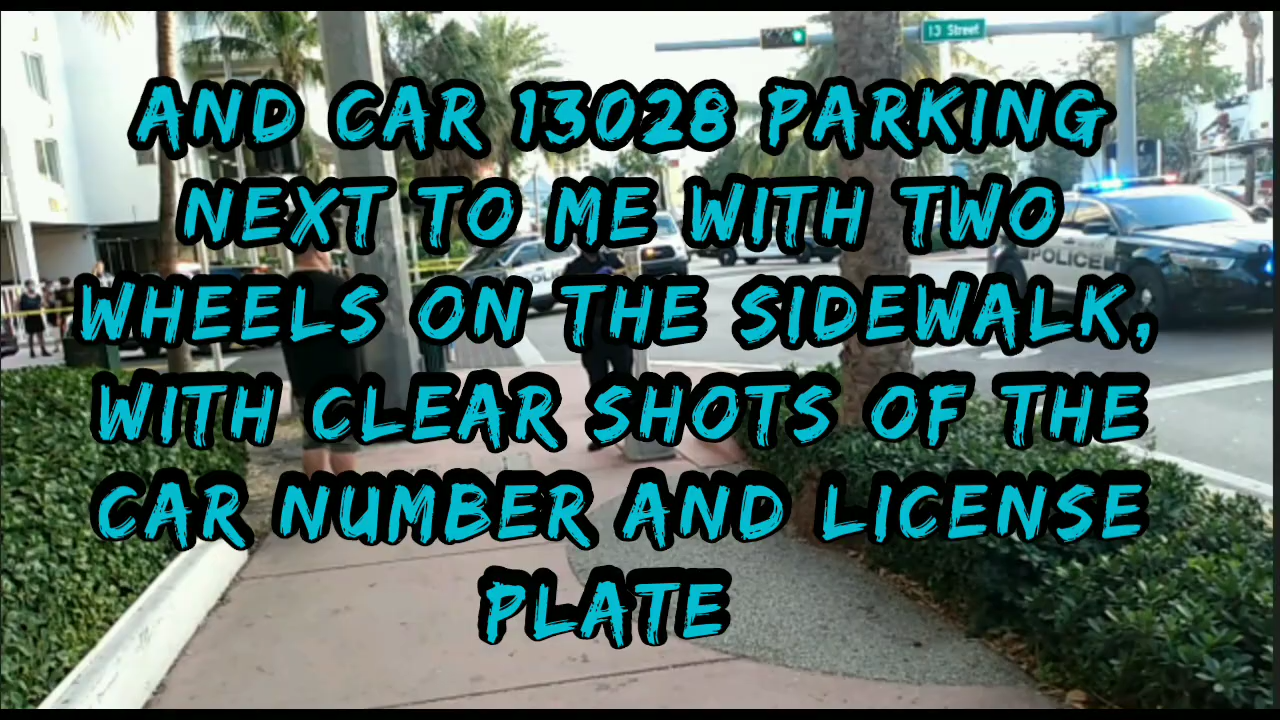 13 Street
AND CAR 13028 PARKING
NEXT TO ME WITH TWO
WHEELS ON THE SIDEWALK,
WITH CLEAR SHOTS OF THE
CAR NUMBER AND LICENSE
PLATE
POLICE